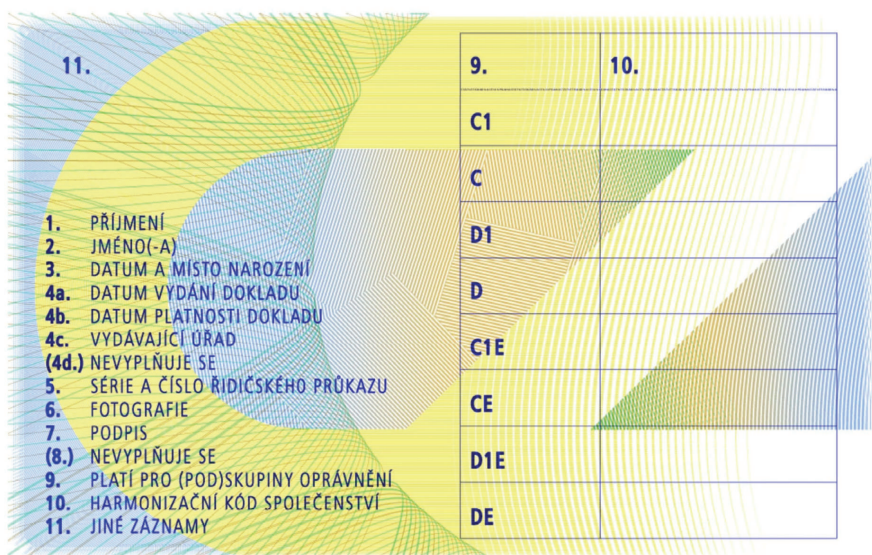 11.
1. PŘÍJMENÍ
2. JMÉNO(-A)
3. DATUM A MÍSTO NAROZENÍ
4a. DATUM VYDÁNÍ DOKLADU
4b. DATUM PLATNOSTI DOKLADU
4c. VYDÁVAJÍCÍ ÚŘAD
(4d.) NEVYPLŇUJE SE
5. SÉRIE A ČÍSLO ŘIDIČSKÉHO PRŮKAZU
6. FOTOGRAFIE
7. PODPIS
(8.) NEVYPLŇUJE SE
9. PLATÍ PRO (POD)SKUPINY OPRÁVNĚNÍ
10. HARMONIZAČNÍ KÓD SPOLEČENSTVÍ
11. JINÉ ZÁZNAMY
9. 10.
C1
C
D1
D
C1E
CE
D1E
DE